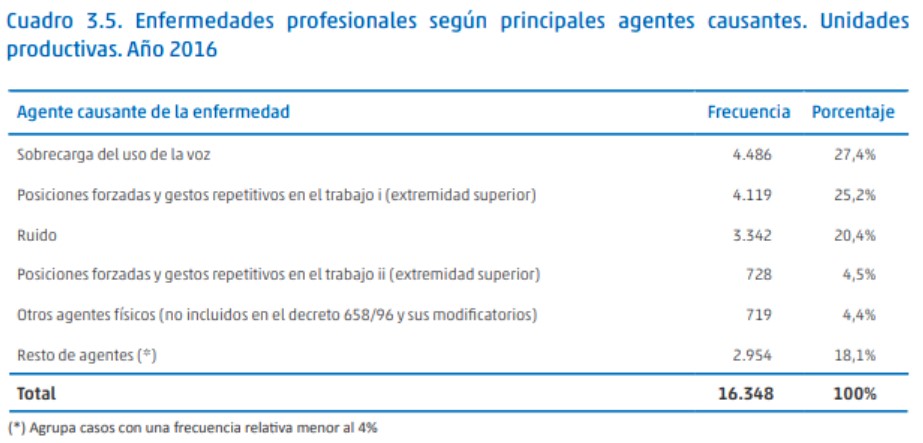 Cuadro 3.5. Enfermedades profesionales según principales agentes causantes. Unidades
productivas. Año 2016
Agente causante de la enfermedad Frecuencia Porcentaje
Sobrecarga del uso de la voz 4.486 27,4%
Posiciones forzadas y gestos repetitivos en el trabajo i (extremidad superior) 4.119 25,2%
Ruido 3.342 20,4%
Posiciones forzadas y gestos repetitivos en el trabajo ii (extremidad superior) 728 4,5%
Otros agentes físicos (no incluidos en el decreto 658/96 y sus modificatorios) 719 4,4%
Resto de agentes (*) 2.954 18,1%
Total 16.348 100%
(*) Agrupa casos con una frecuencia relativa menor al 4%